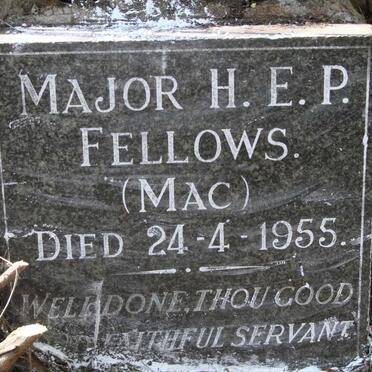 MAJOR H. E. P.
FELLOWS.
(MAC)
DIED 24-4-1955.
WELL DONE, THOU GOOD
FAITHFUL SERVANT